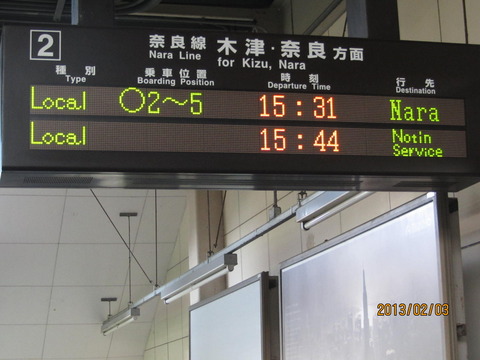 2 奈良線 木津・奈良 方面
Nara Line for Kizu, Nara
種別 乗車位置 時刻 行先
Type Boarding Position Departure Time Destination
Local ○2～5 15:31 Nara
Local 15:44 Notin Service
2013/02/03